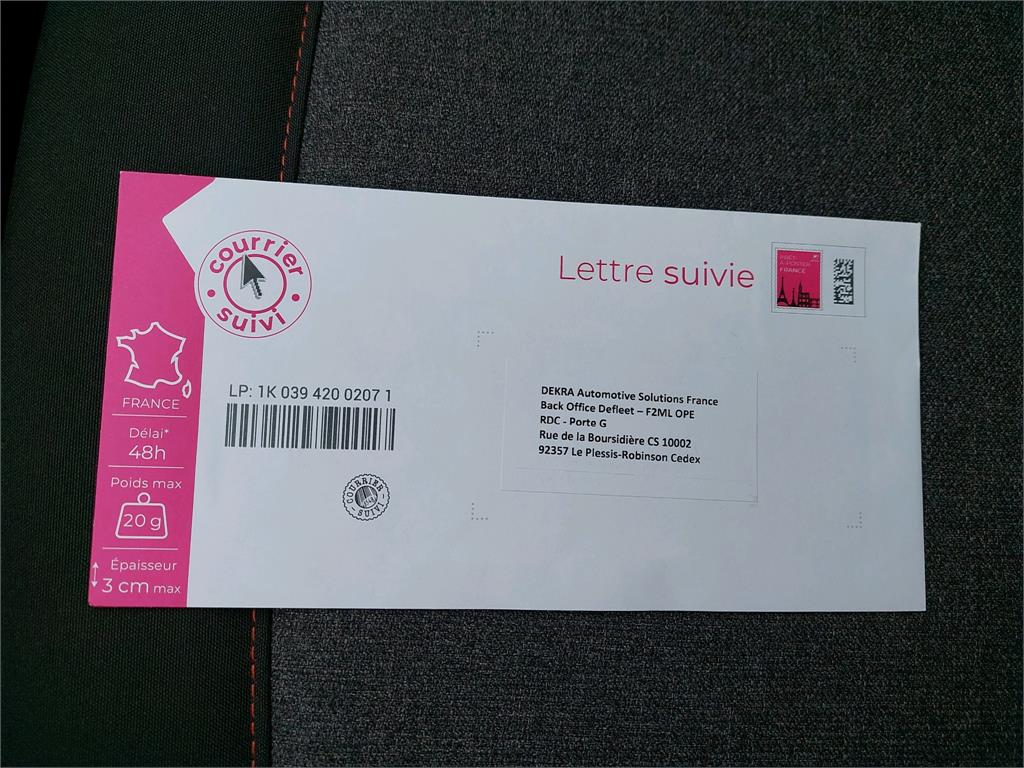 courrier suivi
Lettre suivie
PRÊT-
À-POSTER
FRANCE
LP: 1K 039 420 0207 1
DEKRA Automotive Solutions France
Back Office Defleet – F2ML OPE
RDC - Porte G
Rue de la Boursidière CS 10002
92357 Le Plessis-Robinson Cedex
COURRIER SUIVI
FRANCE
Délai*
48h
Poids max
20 g
Épaisseur
3 cm max